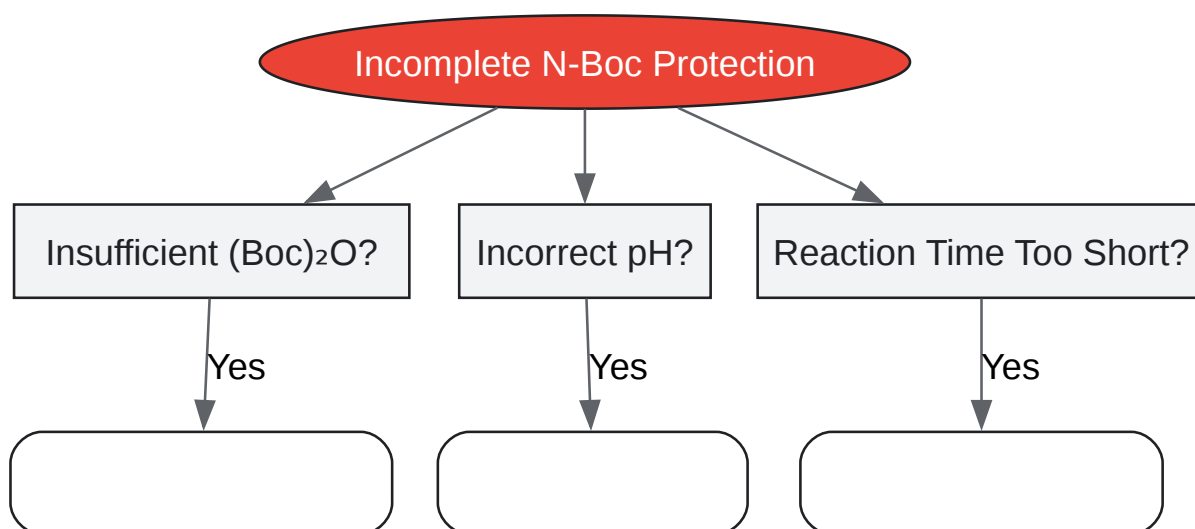 Incomplete N-Boc Protection
Insufficient (Boc)₂O?
Incorrect pH?
Reaction Time Too Short?
Yes
Yes
Yes